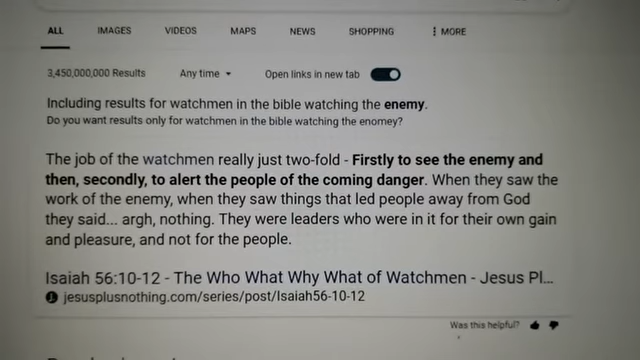 ALL IMAGES VIDEOS MAPS NEWS SHOPPING MORE
3,450,000,000 Results Any time Open links in new tab
Including results for watchmen in the bible watching the enemy.
Do you want results only for watchmen in the bible watching the enomey?
The job of the watchmen really just two-fold - Firstly to see the enemy and
then, secondly, to alert the people of the coming danger. When they saw the
work of the enemy, when they saw things that led people away from God
they said... argh, nothing. They were leaders who were in it for their own gain
and pleasure, and not for the people.
Isaiah 56:10-12 - The Who What Why What of Watchmen - Jesus Pl...
jesusplusnothing.com/series/post/Isaiah56-10-12
Was this helpful?